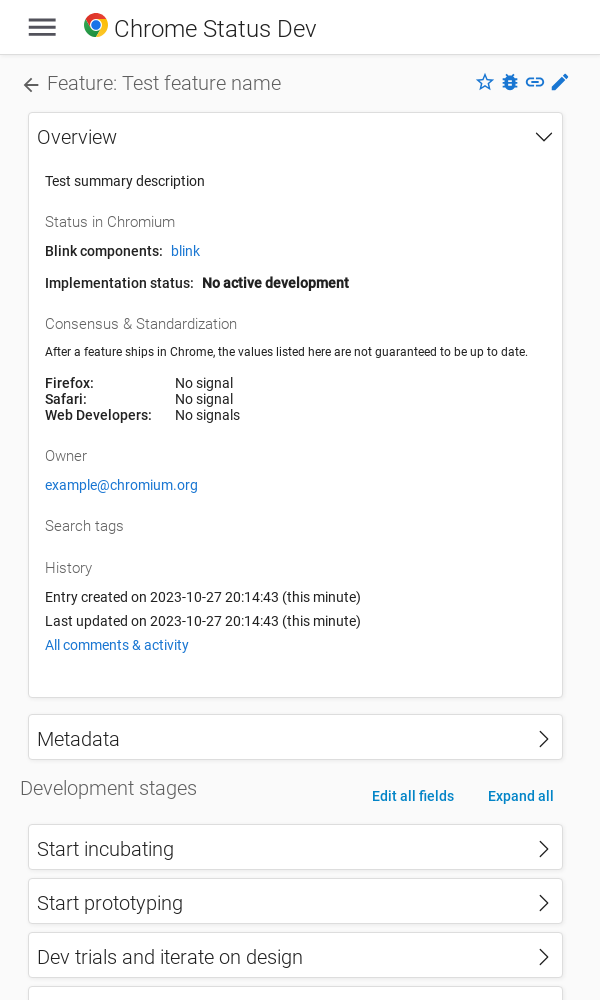 Chrome Status Dev
Feature: Test feature name
Overview
Test summary description
Status in Chromium
Blink components: blink
Implementation status: No active development
Consensus & Standardization
After a feature ships in Chrome, the values listed here are not guaranteed to be up to date.
Firefox: No signal
Safari: No signal
Web Developers: No signals
Owner
example@chromium.org
Search tags
History
Entry created on 2023-10-27 20:14:43 (this minute)
Last updated on 2023-10-27 20:14:43 (this minute)
All comments & activity
Metadata
Development stages
Edit all fields Expand all
Start incubating
Start prototyping
Dev trials and iterate on design